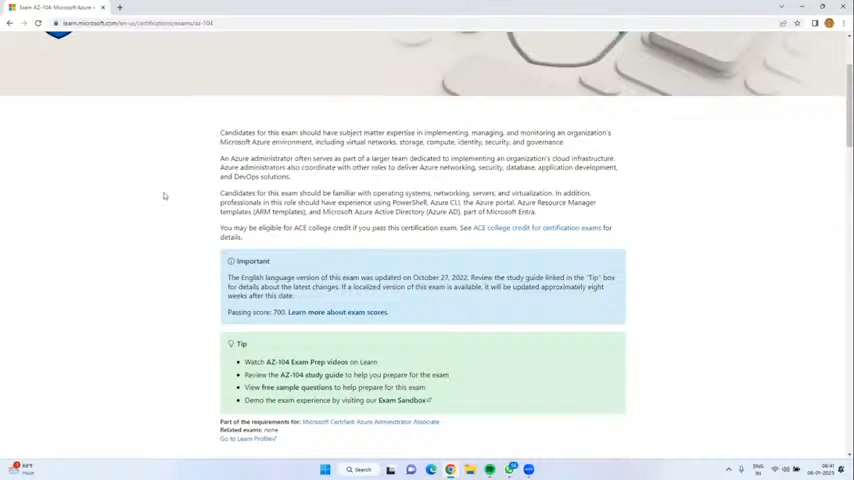 Exam AZ-104: Microsoft Azure A
learn.microsoft.com/en-us/certifications/exams/az-104
Candidates for this exam should have subject matter expertise in implementing, managing, and monitoring an organization's
Microsoft Azure environment, including virtual networks, storage, compute, identity, security, and governance.
An Azure administrator often serves as part of a larger team dedicated to implementing an organization's cloud infrastructure.
Azure administrators also coordinate with other roles to deliver Azure networking, security, database, application development,
and DevOps solutions.
Candidates for this exam should be familiar with operating systems, networking, servers, and virtualization. In addition,
professionals in this role should have experience using PowerShell, Azure CLI, the Azure portal, Azure Resource Manager
templates (ARM templates), and Microsoft Azure Active Directory (Azure AD), part of Microsoft Entra.
You may be eligible for ACE college credit if you pass this certification exam. See ACE college credit for certification exams for
details.
Important
The English language version of this exam was updated on October 27, 2022. Review the study guide linked in the "Tip" box
for details about the latest changes. If a localized version of this exam is available, it will be updated approximately eight
weeks after this date.
Passing score: 700. Learn more about exam scores.
Tip
• Watch AZ-104 Exam Prep videos on Learn
• Review the AZ-104 study guide to help you prepare for the exam
• View free sample questions to help prepare for this exam
• Demo the exam experience by visiting our Exam Sandbox
Part of the requirements for: Microsoft Certified: Azure Administrator Associate
Related exams: none
Go to Learn Profile
Haze
Search
ENG
IN
06:41
06-01-2023